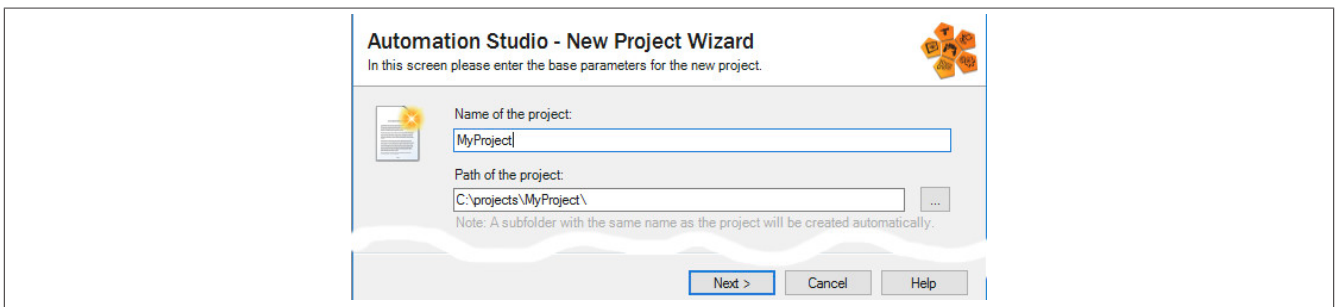 Automation Studio - New Project Wizard
In this screen please enter the base parameters for the new project.
Name of the project:
MyProject
Path of the project:
C:\projects\MyProject\
...
Note: A subfolder with the same name as the project will be created automatically.
Next >
Cancel
Help